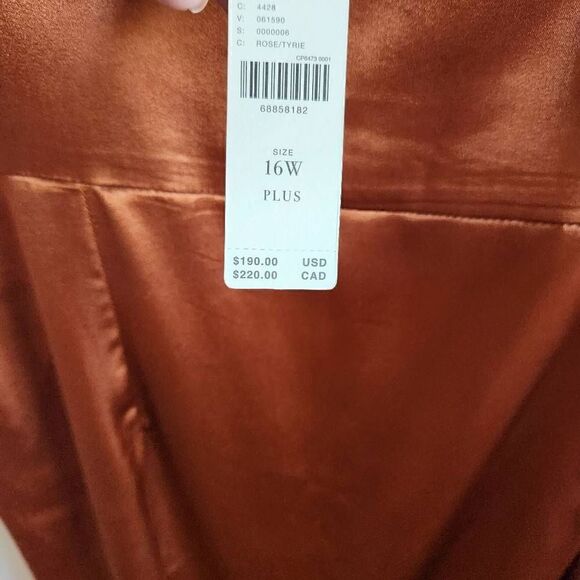 C: 4428
V: 061590
S: 0000006
C: ROSE/TYRIE
CP6473 0001
68858182
SIZE
16W
PLUS
$190.00 USD
$220.00 CAD